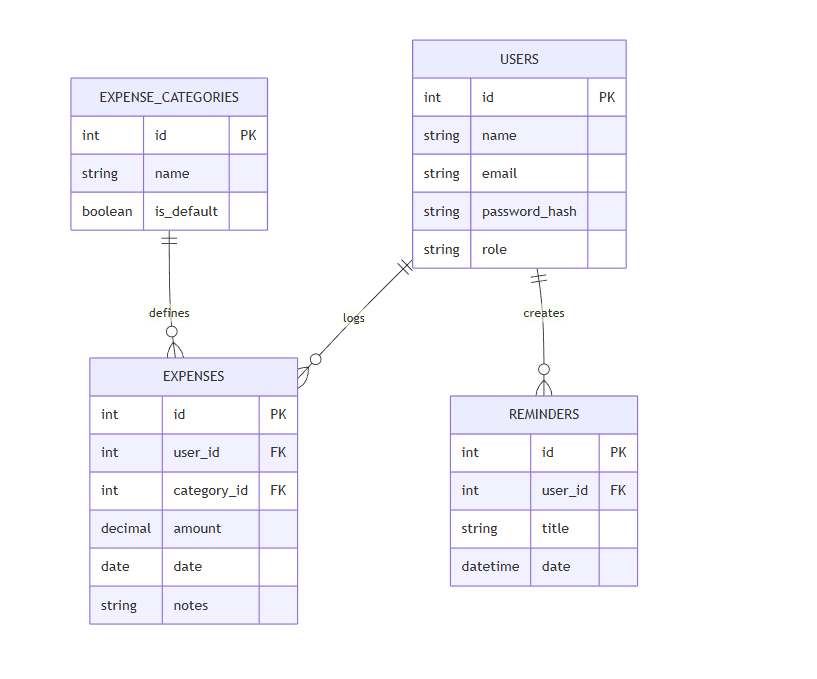 EXPENSE_CATEGORIES
int id PK
string name
boolean is_default
USERS
int id PK
string name
string email
string password_hash
string role
defines
logs
creates
EXPENSES
int id PK
int user_id FK
int category_id FK
decimal amount
date date
string notes
REMINDERS
int id PK
int user_id FK
string title
datetime date